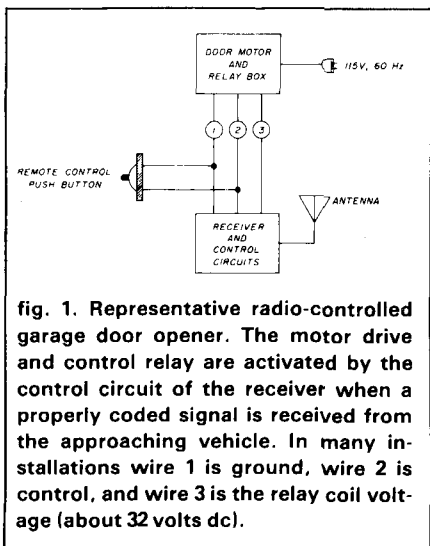 DOOR MOTOR
AND
RELAY BOX
115V, 60 Hz
1 2 3
REMOTE CONTROL
PUSH BUTTON
ANTENNA
RECEIVER
AND
CONTROL
CIRCUITS
fig. 1. Representative radio-controlled
garage door opener. The motor drive
and control relay are activated by the
control circuit of the receiver when a
properly coded signal is received from
the approaching vehicle. In many in-
stallations wire 1 is ground, wire 2 is
control, and wire 3 is the relay coil volt-
age (about 32 volts dc).